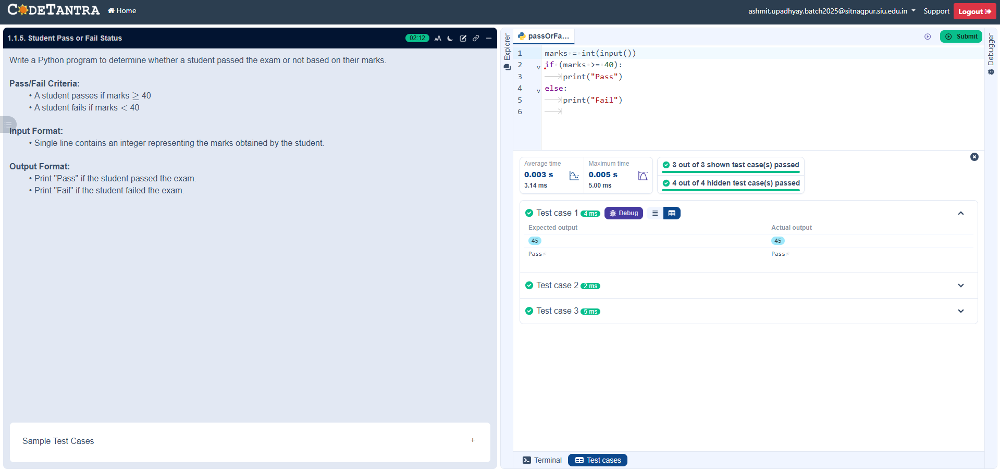 CODETANTRA Home
ashmit.upadhyay.batch2025@sitnagpur.siu.edu.in Support Logout
1.1.5. Student Pass or Fail Status 02:12
Write a Python program to determine whether a student passed the exam or not based on their marks.
Pass/Fail Criteria:
• A student passes if marks ≥ 40
• A student fails if marks < 40
Input Format:
• Single line contains an integer representing the marks obtained by the student.
Output Format:
• Print "Pass" if the student passed the exam.
• Print "Fail" if the student failed the exam.
Sample Test Cases +
Explorer
passOrFa...
Submit
Debugger
1 marks = int(input())
2 if (marks >= 40):
3 print("Pass")
4 else:
5 print("Fail")
6
Average time
0.003 s
3.14 ms
Maximum time
0.005 s
5.00 ms
3 out of 3 shown test case(s) passed
4 out of 4 hidden test case(s) passed
Test case 1 4 ms Debug
Expected output Actual output
45 45
Pass Pass
Test case 2 2 ms
Test case 3 5 ms
Terminal Test cases